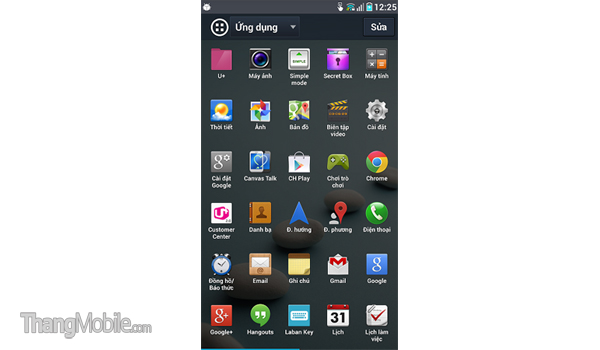 12:25
Ứng dụng
Sửa
U+
Máy ảnh
Simple
mode
Secret Box
Máy tính
SIMPLE
Thời tiết
Ảnh
Bản đồ
Biên tập
video
Cài đặt
Cài đặt
Google
Canvas Talk
CH Play
Chơi trò
chơi
Chrome
Customer
Center
Danh bạ
Đ. hướng
Đ. phương
Điện thoại
Đồng hồ/
Báo thức
Email
Ghi chú
Gmail
Google
31
Google+
Hangouts
Laban Key
Lịch
Lịch làm
việc
ThangMobile.com